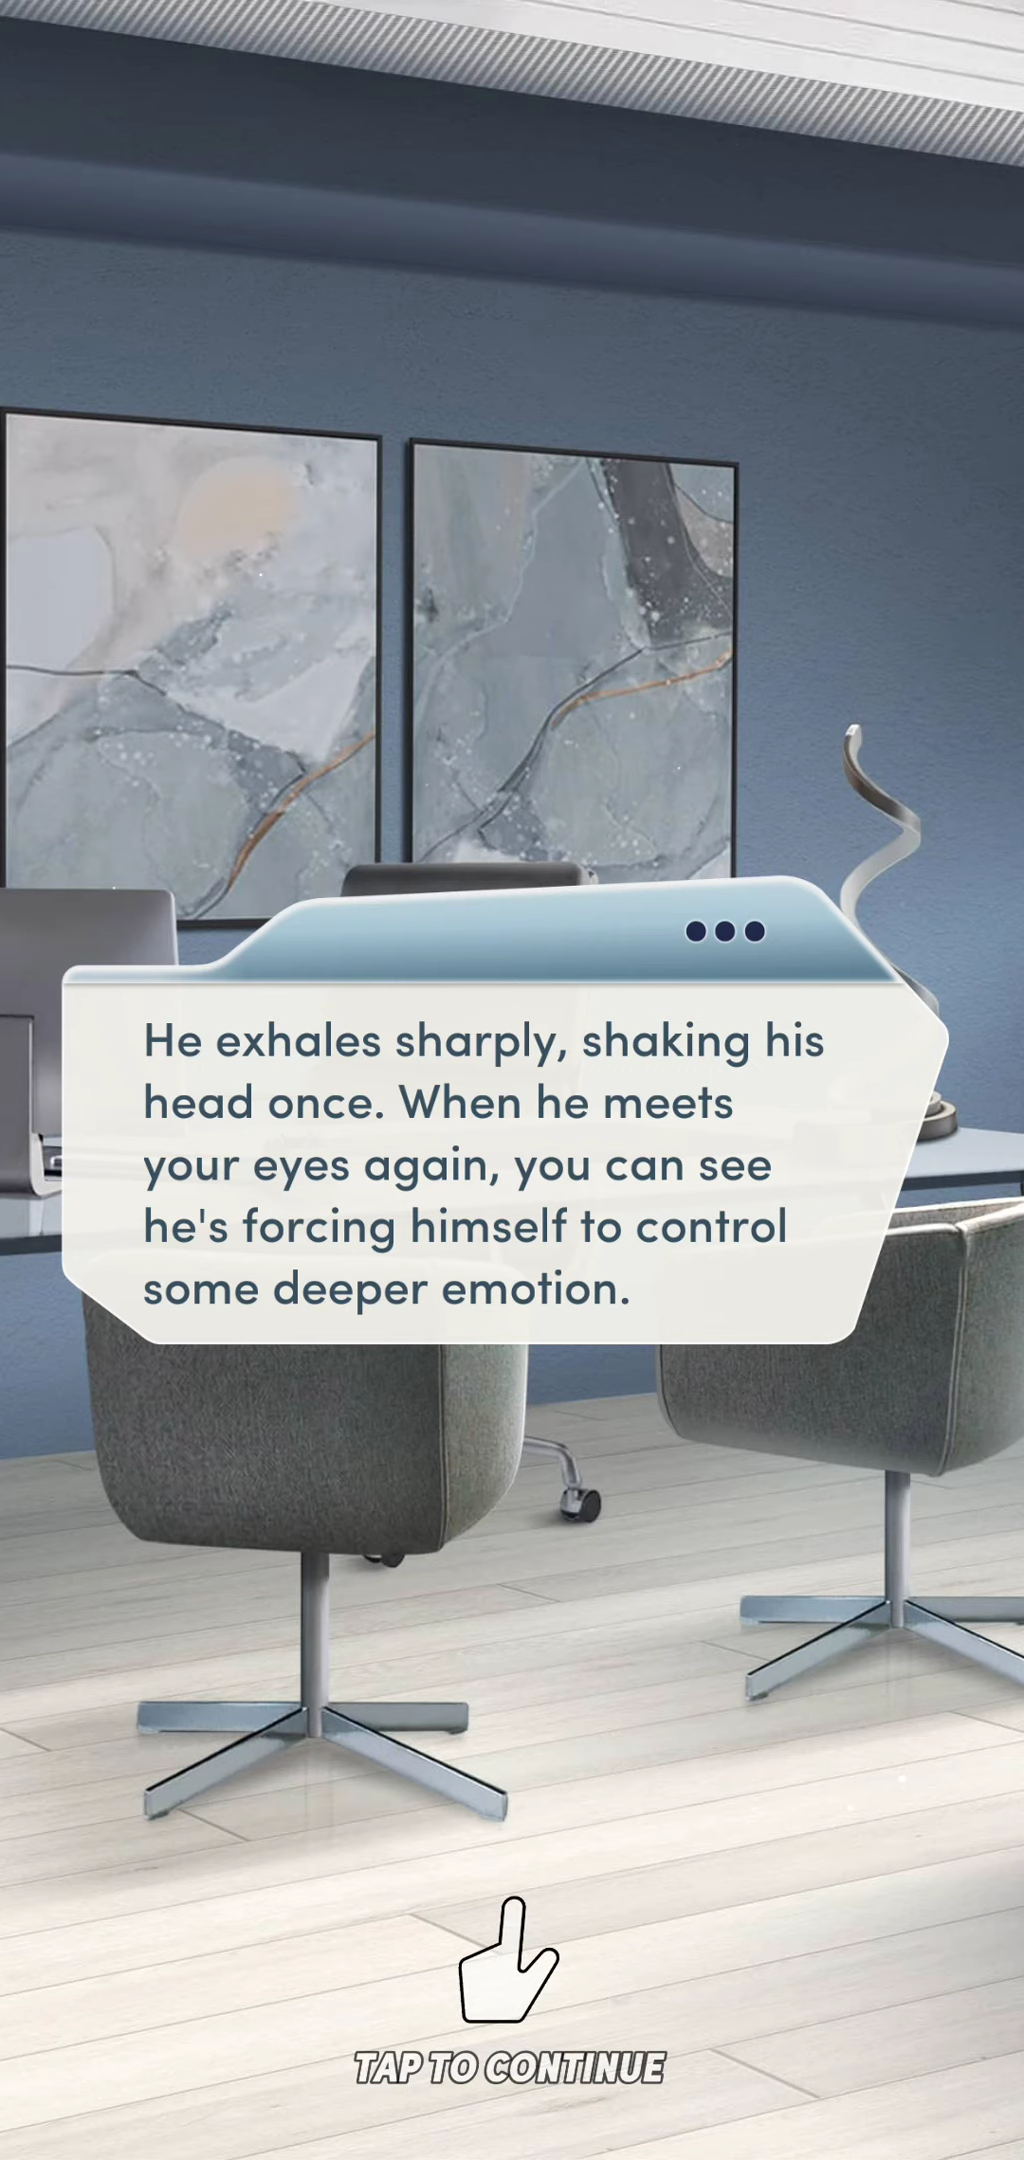 He exhales sharply, shaking his
head once. When he meets
your eyes again, you can see
he's forcing himself to control
some deeper emotion.
TAP TO CONTINUE